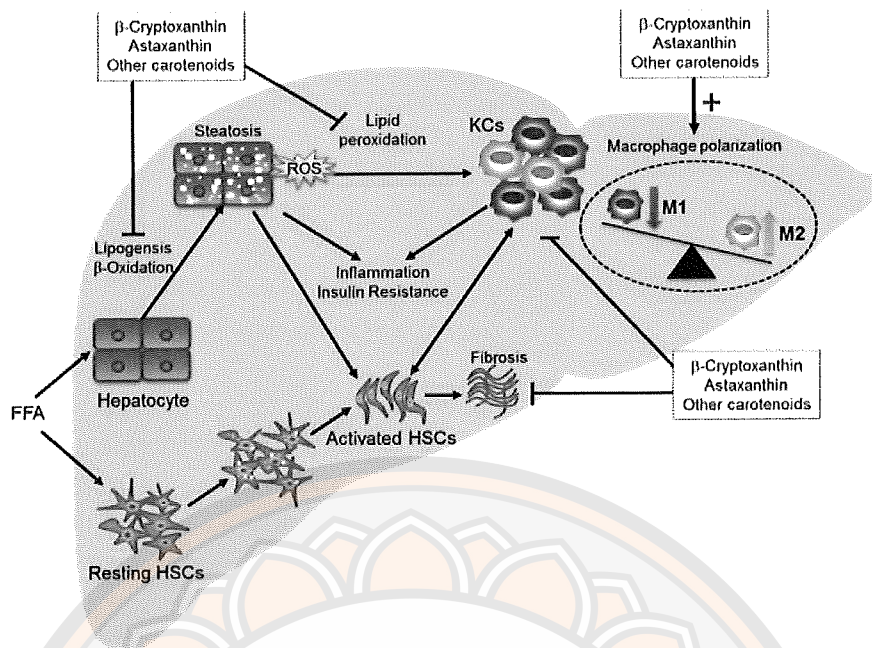 β-Cryptoxanthin
Astaxanthin
Other carotenoids
β-Cryptoxanthin
Astaxanthin
Other carotenoids
Steatosis
Lipid
peroxidation
KCs
ROS
Macrophage polarization
M1
M2
Lipogensis
β-Oxidation
Inflammation
Insulin Resistance
Hepatocyte
FFA
Fibrosis
Activated HSCs
β-Cryptoxanthin
Astaxanthin
Other carotenoids
Resting HSCs
+